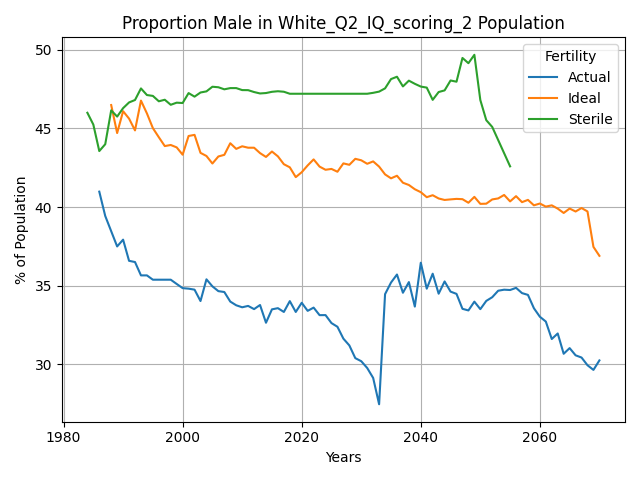 Proportion Male in White_Q2_IQ_scoring_2 Population
Fertility
Actual
Ideal
Sterile
% of Population
50
45
40
35
30
1980
2000
2020
2040
2060
Years